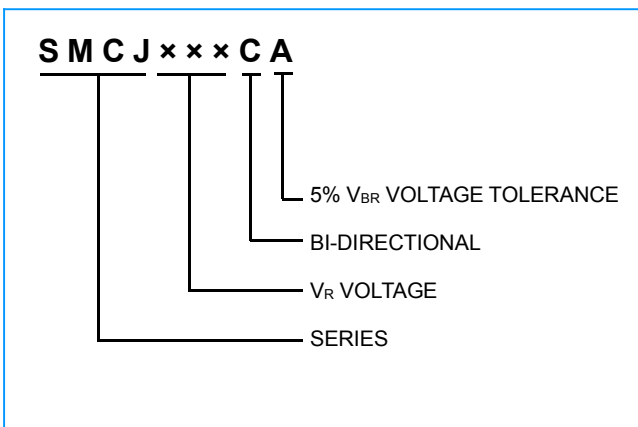 S M C J × × × C A
5% VBR VOLTAGE TOLERANCE
BI-DIRECTIONAL
VR VOLTAGE
SERIES